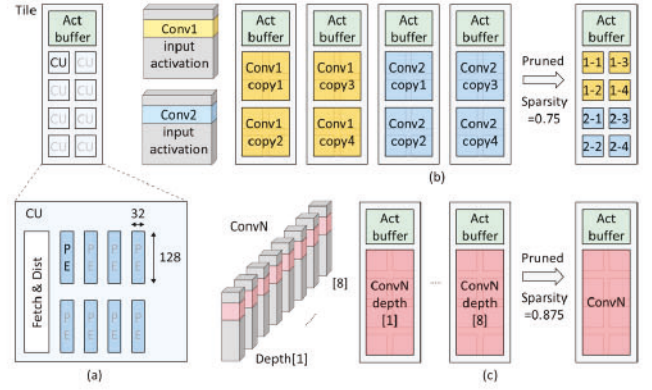 Tile
Act
buffer
CU CU
CU CU
CU CU
CU CU
Conv1
input
activation
Conv2
input
activation
Act
buffer
Conv1
copy1
Conv1
copy2
Act
buffer
Conv1
copy3
Conv1
copy4
Act
buffer
Conv2
copy1
Conv2
copy2
Act
buffer
Conv2
copy3
Conv2
copy4
Pruned
Sparsity
=0.75
Act
buffer
1-1 1-3
1-2 1-4
2-1 2-3
2-2 2-4
(b)
CU
Fetch & Dist
32
128
PE PE PE PE
PE PE PE PE
(a)
ConvN
[8]
Depth[1]
Act
buffer
ConvN
depth
[1]
Act
buffer
ConvN
depth
[8]
Pruned
Sparsity
=0.875
Act
buffer
ConvN
(c)